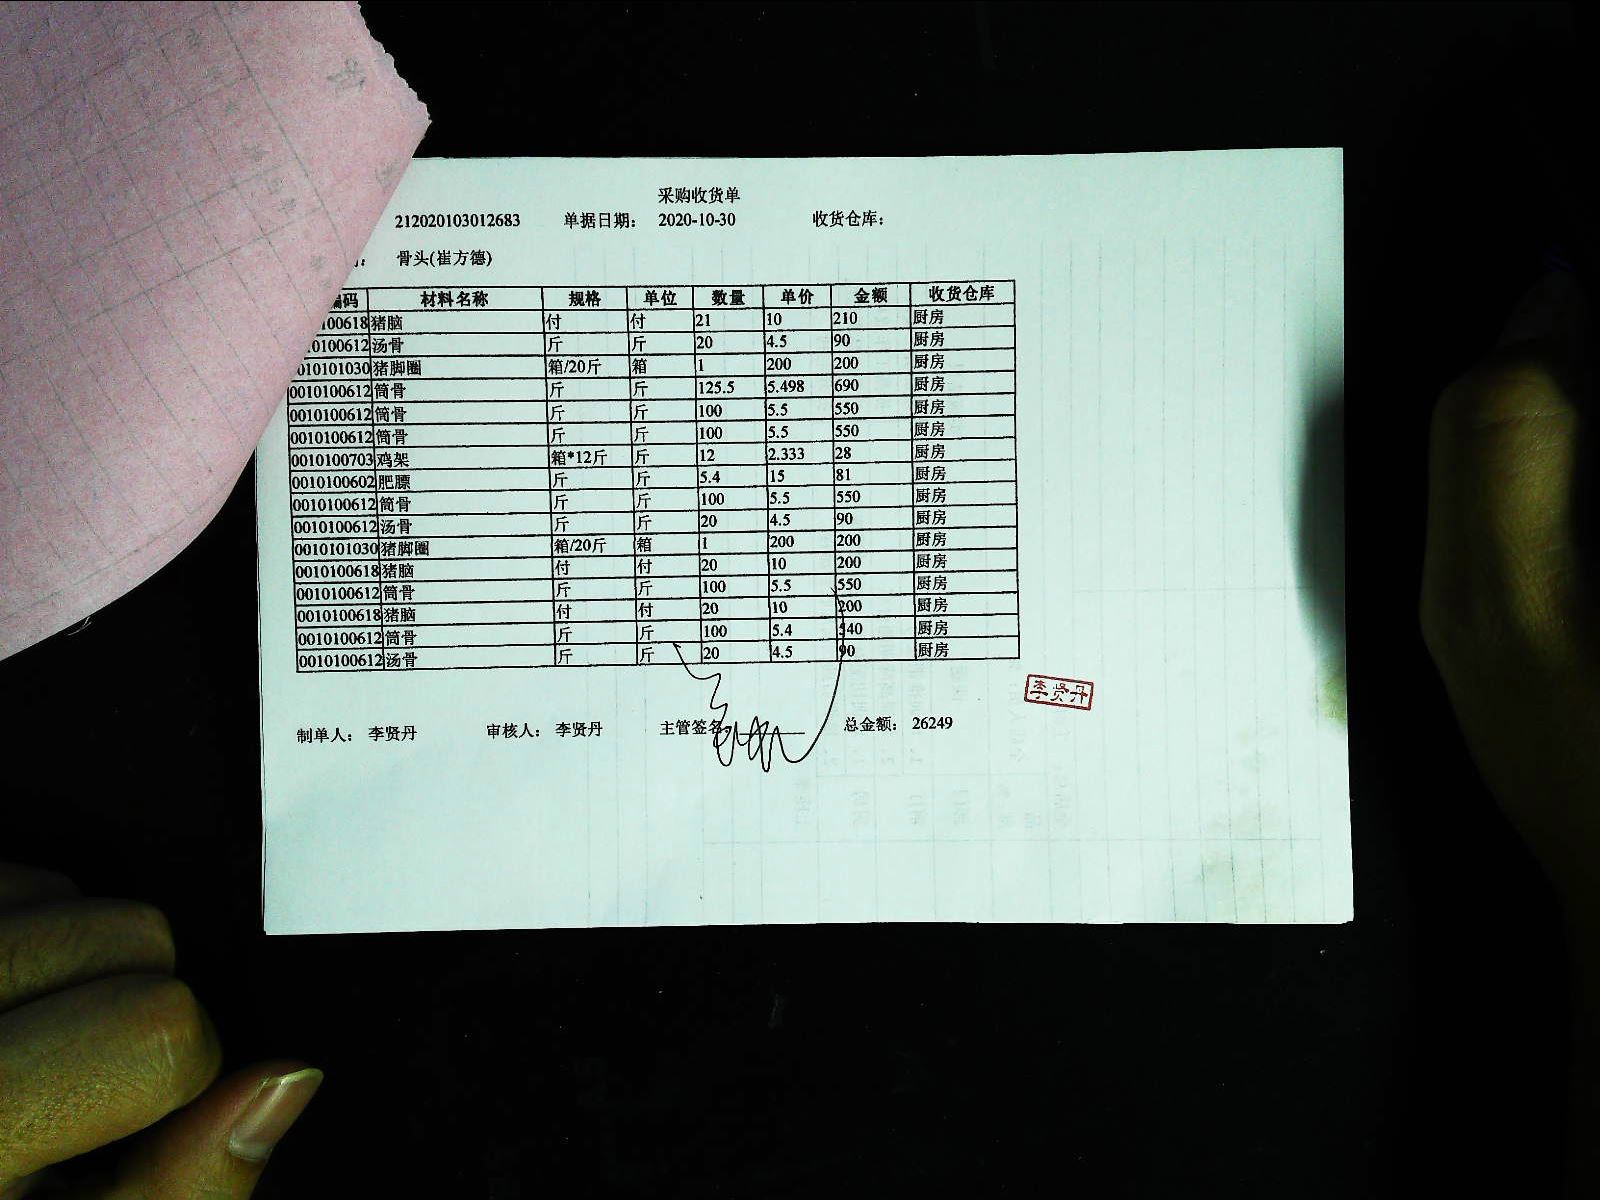 采购收货单
212020103012683 单据日期： 2020-10-30 收货仓库：
骨头(崔方德)
编码 材料名称 规格 单位 数量 单价 金额 收货仓库
100618 猪脑 付 付 21 10 210 厨房
0100612 汤骨 斤 斤 20 4.5 90 厨房
010101030 猪脚圈 箱/20斤 箱 1 200 200 厨房
0010100612 筒骨 斤 斤 125.5 5.498 690 厨房
0010100612 筒骨 斤 斤 100 5.5 550 厨房
0010100612 筒骨 斤 斤 100 5.5 550 厨房
0010100703 鸡架 箱*12斤 斤 12 2.333 28 厨房
0010100602 肥膘 斤 斤 5.4 15 81 厨房
0010100612 筒骨 斤 斤 100 5.5 550 厨房
0010100612 汤骨 斤 斤 20 4.5 90 厨房
0010101030 猪脚圈 箱/20斤 箱 1 200 200 厨房
0010100618 猪脑 付 付 20 10 200 厨房
0010100612 筒骨 斤 斤 100 5.5 550 厨房
0010100618 猪脑 付 付 20 10 200 厨房
0010100612 筒骨 斤 斤 100 5.4 540 厨房
0010100612 汤骨 斤 斤 20 4.5 90 厨房
李贤丹
制单人： 李贤丹 审核人： 李贤丹 主管签名 总金额： 26249